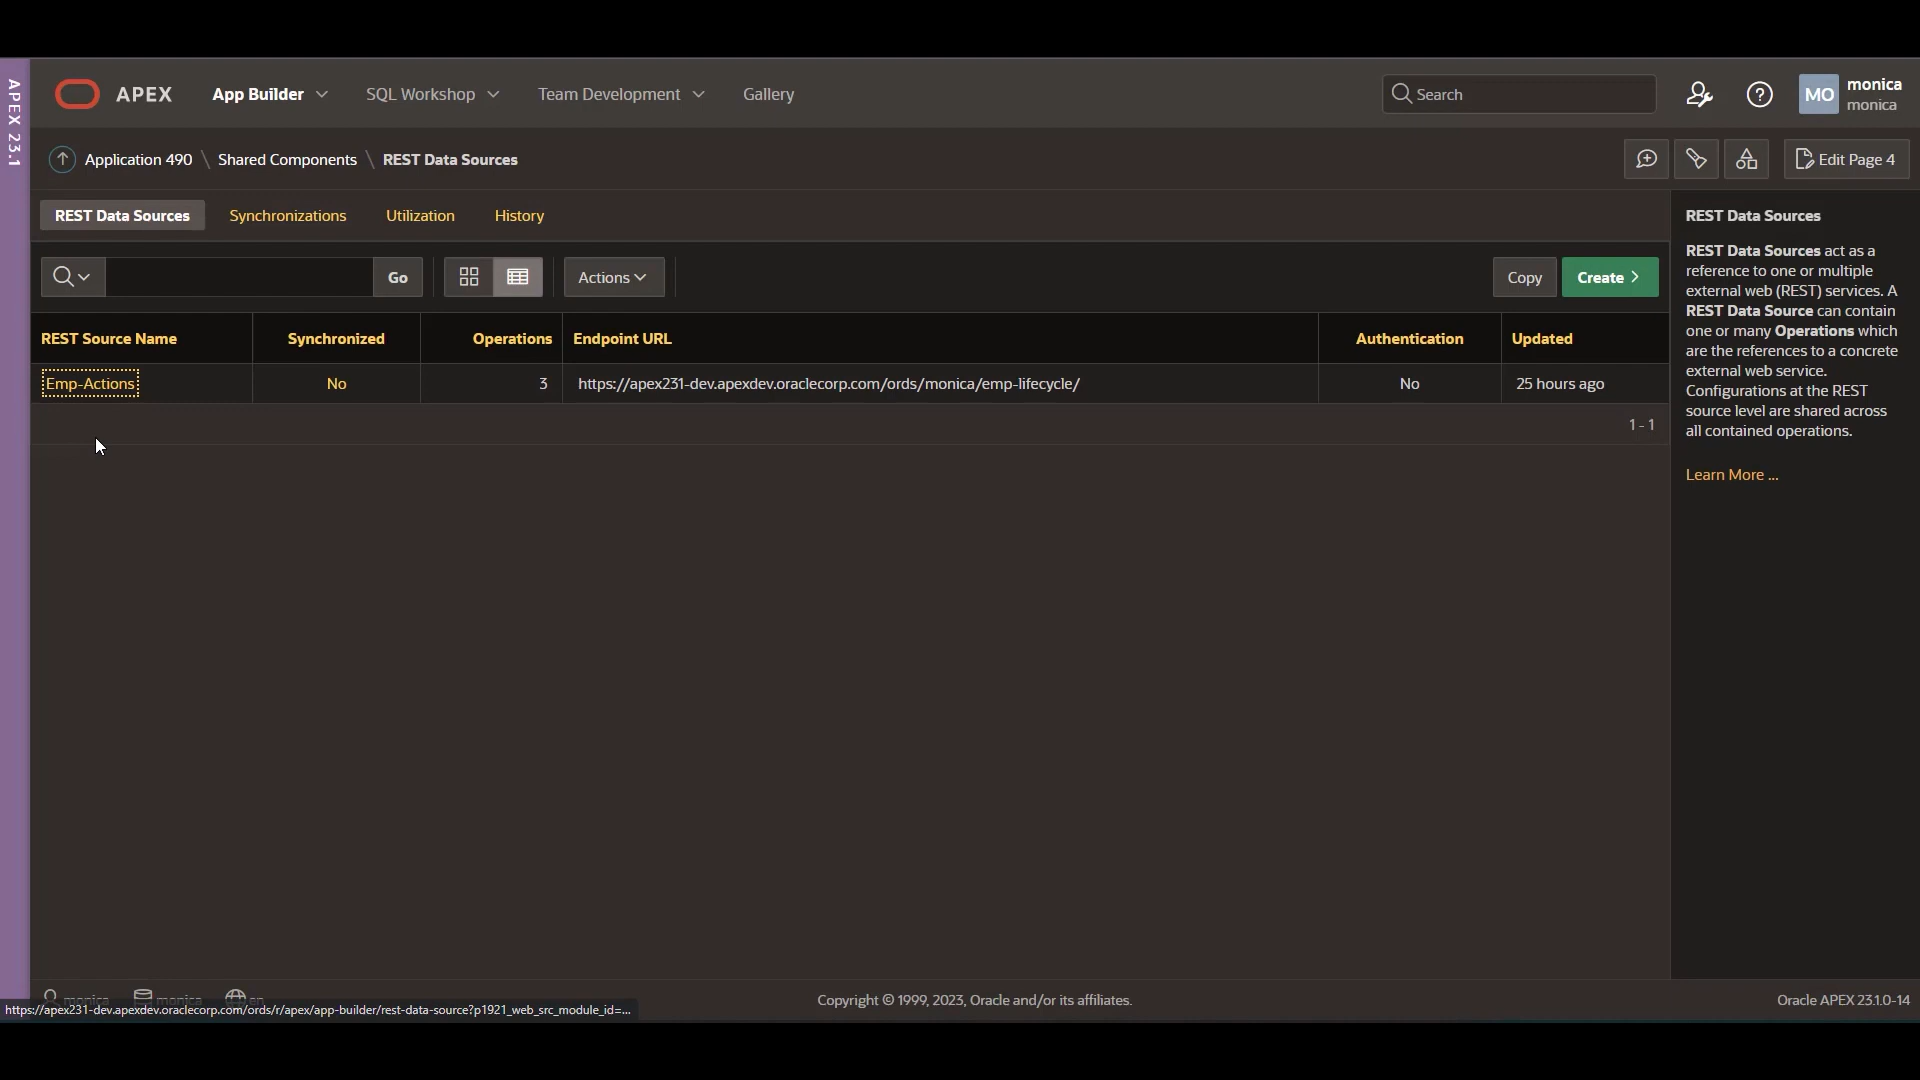 APEX 23.1
APEX
App Builder
SQL Workshop
Team Development
Gallery
Search
MO
monica
monica
Application 490 \ Shared Components \ REST Data Sources
Edit Page 4
REST Data Sources
Synchronizations
Utilization
History
Go
Actions
Copy
Create
REST Source Name
Synchronized
Operations
Endpoint URL
Authentication
Updated
Emp-Actions
No
3
https://apex231-dev.apexdev.oraclecorp.com/ords/monica/emp-lifecycle/
No
25 hours ago
1 - 1
REST Data Sources
REST Data Sources act as a
reference to one or multiple
external web (REST) services. A
REST Data Source can contain
one or many Operations which
are the references to a concrete
external web service.
Configurations at the REST
source level are shared across
all contained operations.
Learn More ...
monica
monica
en
https://apex231-dev.apexdev.oraclecorp.com/ords/r/apex/app-builder/rest-data-source?p1921_web_src_module_id=...
Copyright © 1999, 2023, Oracle and/or its affiliates.
Oracle APEX 23.1.0-14